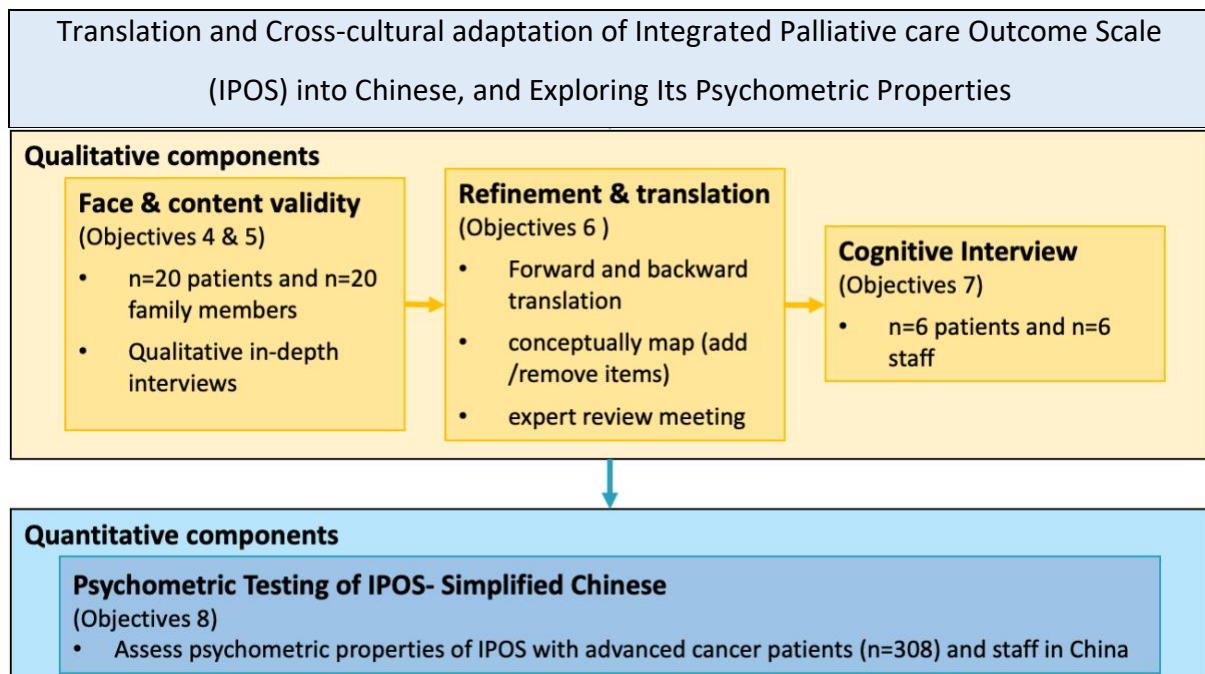 Translation and Cross-cultural adaptation of Integrated Palliative care Outcome Scale
(IPOS) into Chinese, and Exploring Its Psychometric Properties
Qualitative components
Face & content validity
(Objectives 4 & 5)
• n=20 patients and n=20
family members
• Qualitative in-depth
interviews
Refinement & translation
(Objectives 6 )
• Forward and backward
translation
• conceptually map (add
/remove items)
• expert review meeting
Cognitive Interview
(Objectives 7)
• n=6 patients and n=6
staff
Quantitative components
Psychometric Testing of IPOS- Simplified Chinese
(Objectives 8)
• Assess psychometric properties of IPOS with advanced cancer patients (n=308) and staff in China